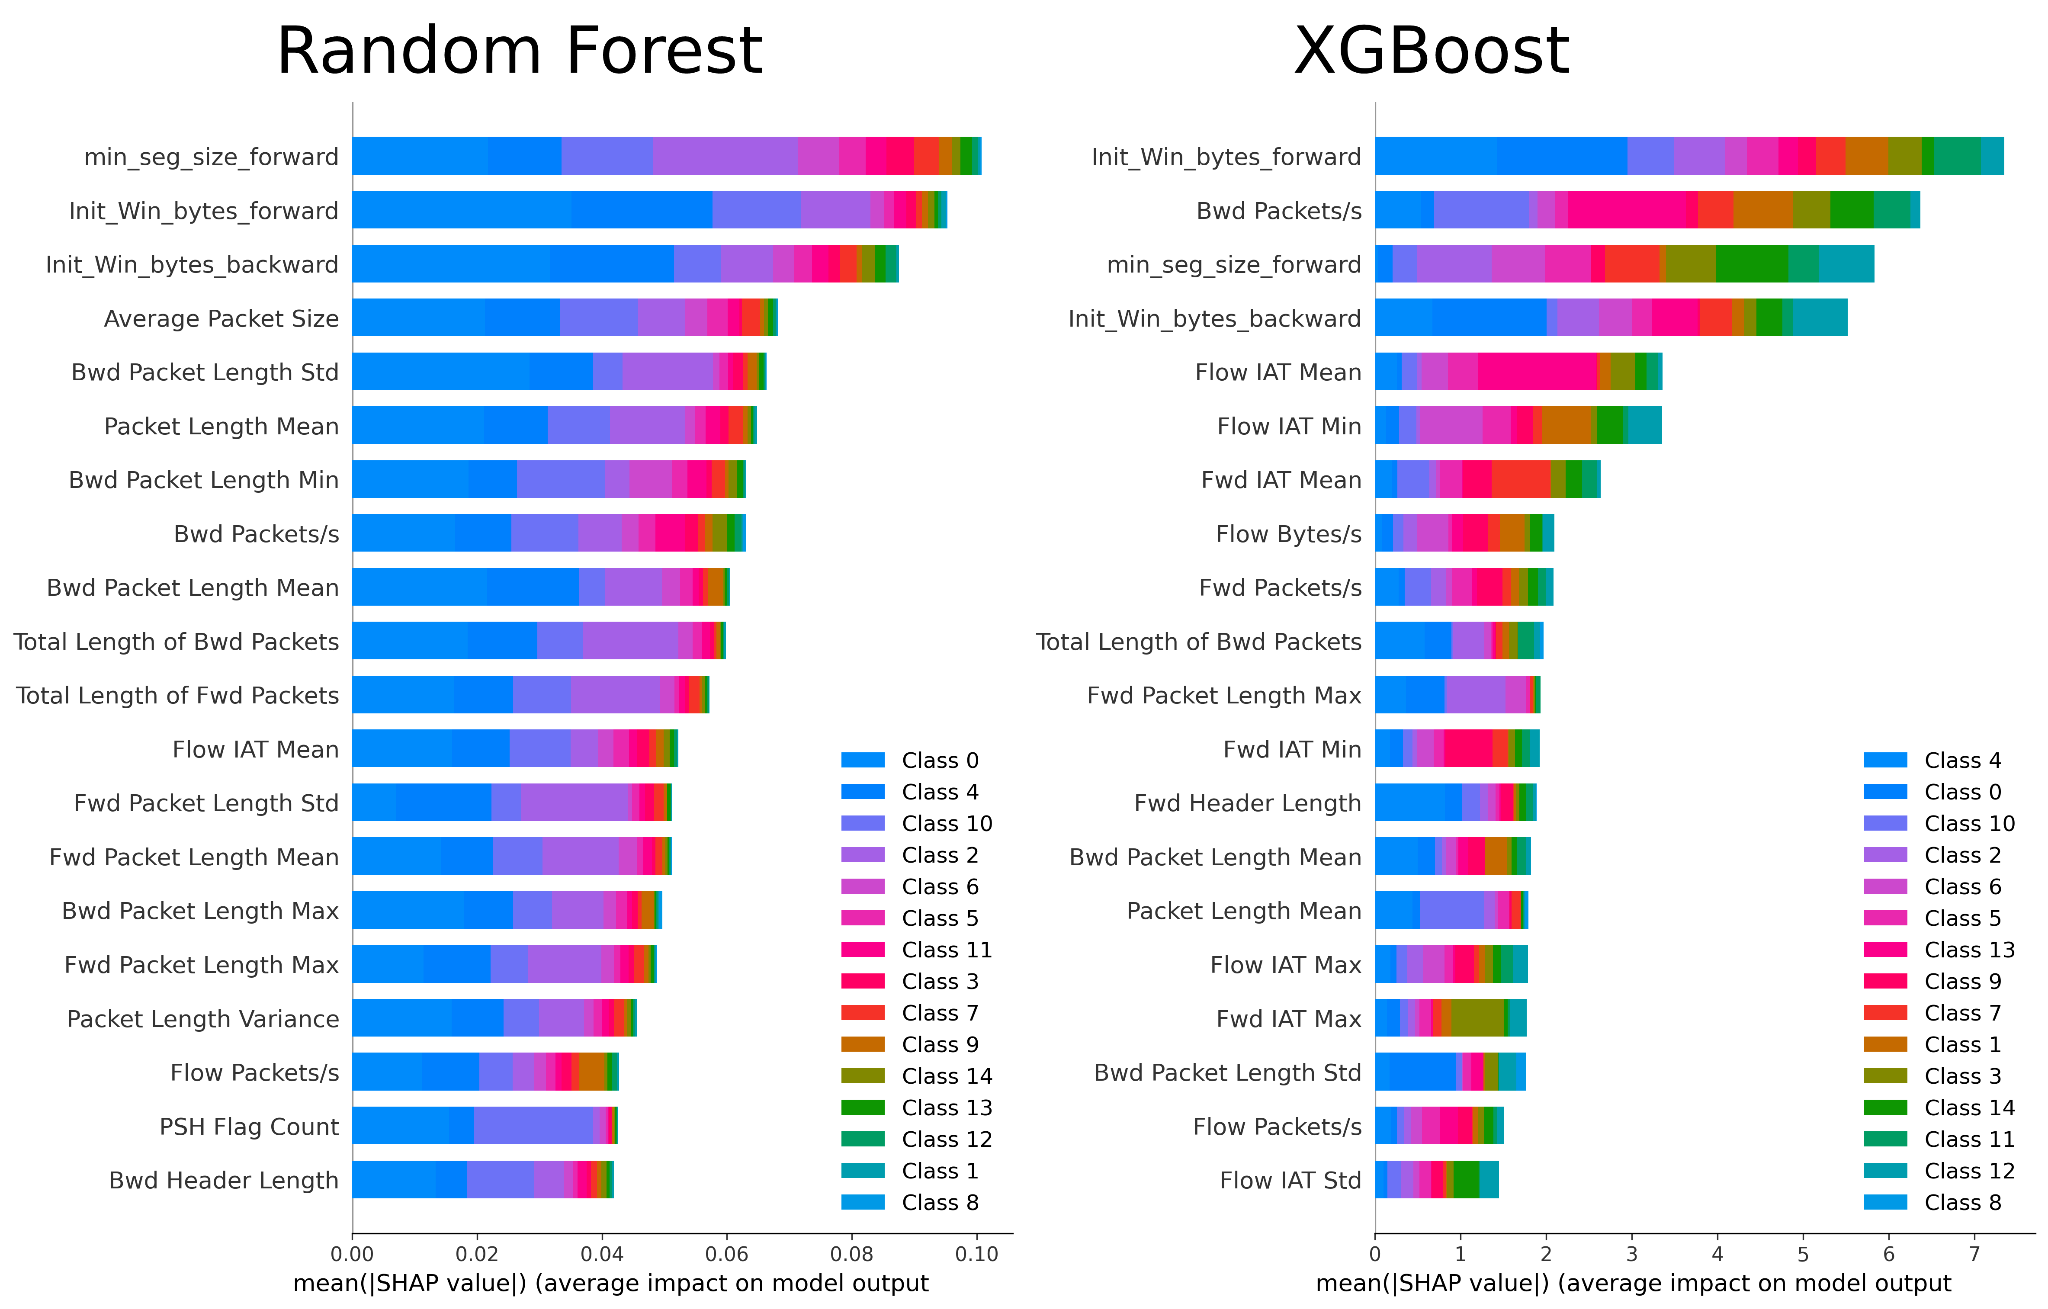 Random Forest
min_seg_size_forward
Init_Win_bytes_forward
Init_Win_bytes_backward
Average Packet Size
Bwd Packet Length Std
Packet Length Mean
Bwd Packet Length Min
Bwd Packets/s
Bwd Packet Length Mean
Total Length of Bwd Packets
Total Length of Fwd Packets
Flow IAT Mean
Fwd Packet Length Std
Fwd Packet Length Mean
Bwd Packet Length Max
Fwd Packet Length Max
Packet Length Variance
Flow Packets/s
PSH Flag Count
Bwd Header Length
Class 0
Class 4
Class 10
Class 2
Class 6
Class 5
Class 11
Class 3
Class 7
Class 9
Class 14
Class 13
Class 12
Class 1
Class 8
0.00 0.02 0.04 0.06 0.08 0.10
mean(|SHAP value|) (average impact on model output
XGBoost
Init_Win_bytes_forward
Bwd Packets/s
min_seg_size_forward
Init_Win_bytes_backward
Flow IAT Mean
Flow IAT Min
Fwd IAT Mean
Flow Bytes/s
Fwd Packets/s
Total Length of Bwd Packets
Fwd Packet Length Max
Fwd IAT Min
Fwd Header Length
Bwd Packet Length Mean
Packet Length Mean
Flow IAT Max
Fwd IAT Max
Bwd Packet Length Std
Flow Packets/s
Flow IAT Std
Class 4
Class 0
Class 10
Class 2
Class 6
Class 5
Class 13
Class 9
Class 7
Class 1
Class 3
Class 14
Class 11
Class 12
Class 8
0 1 2 3 4 5 6 7
mean(|SHAP value|) (average impact on model output